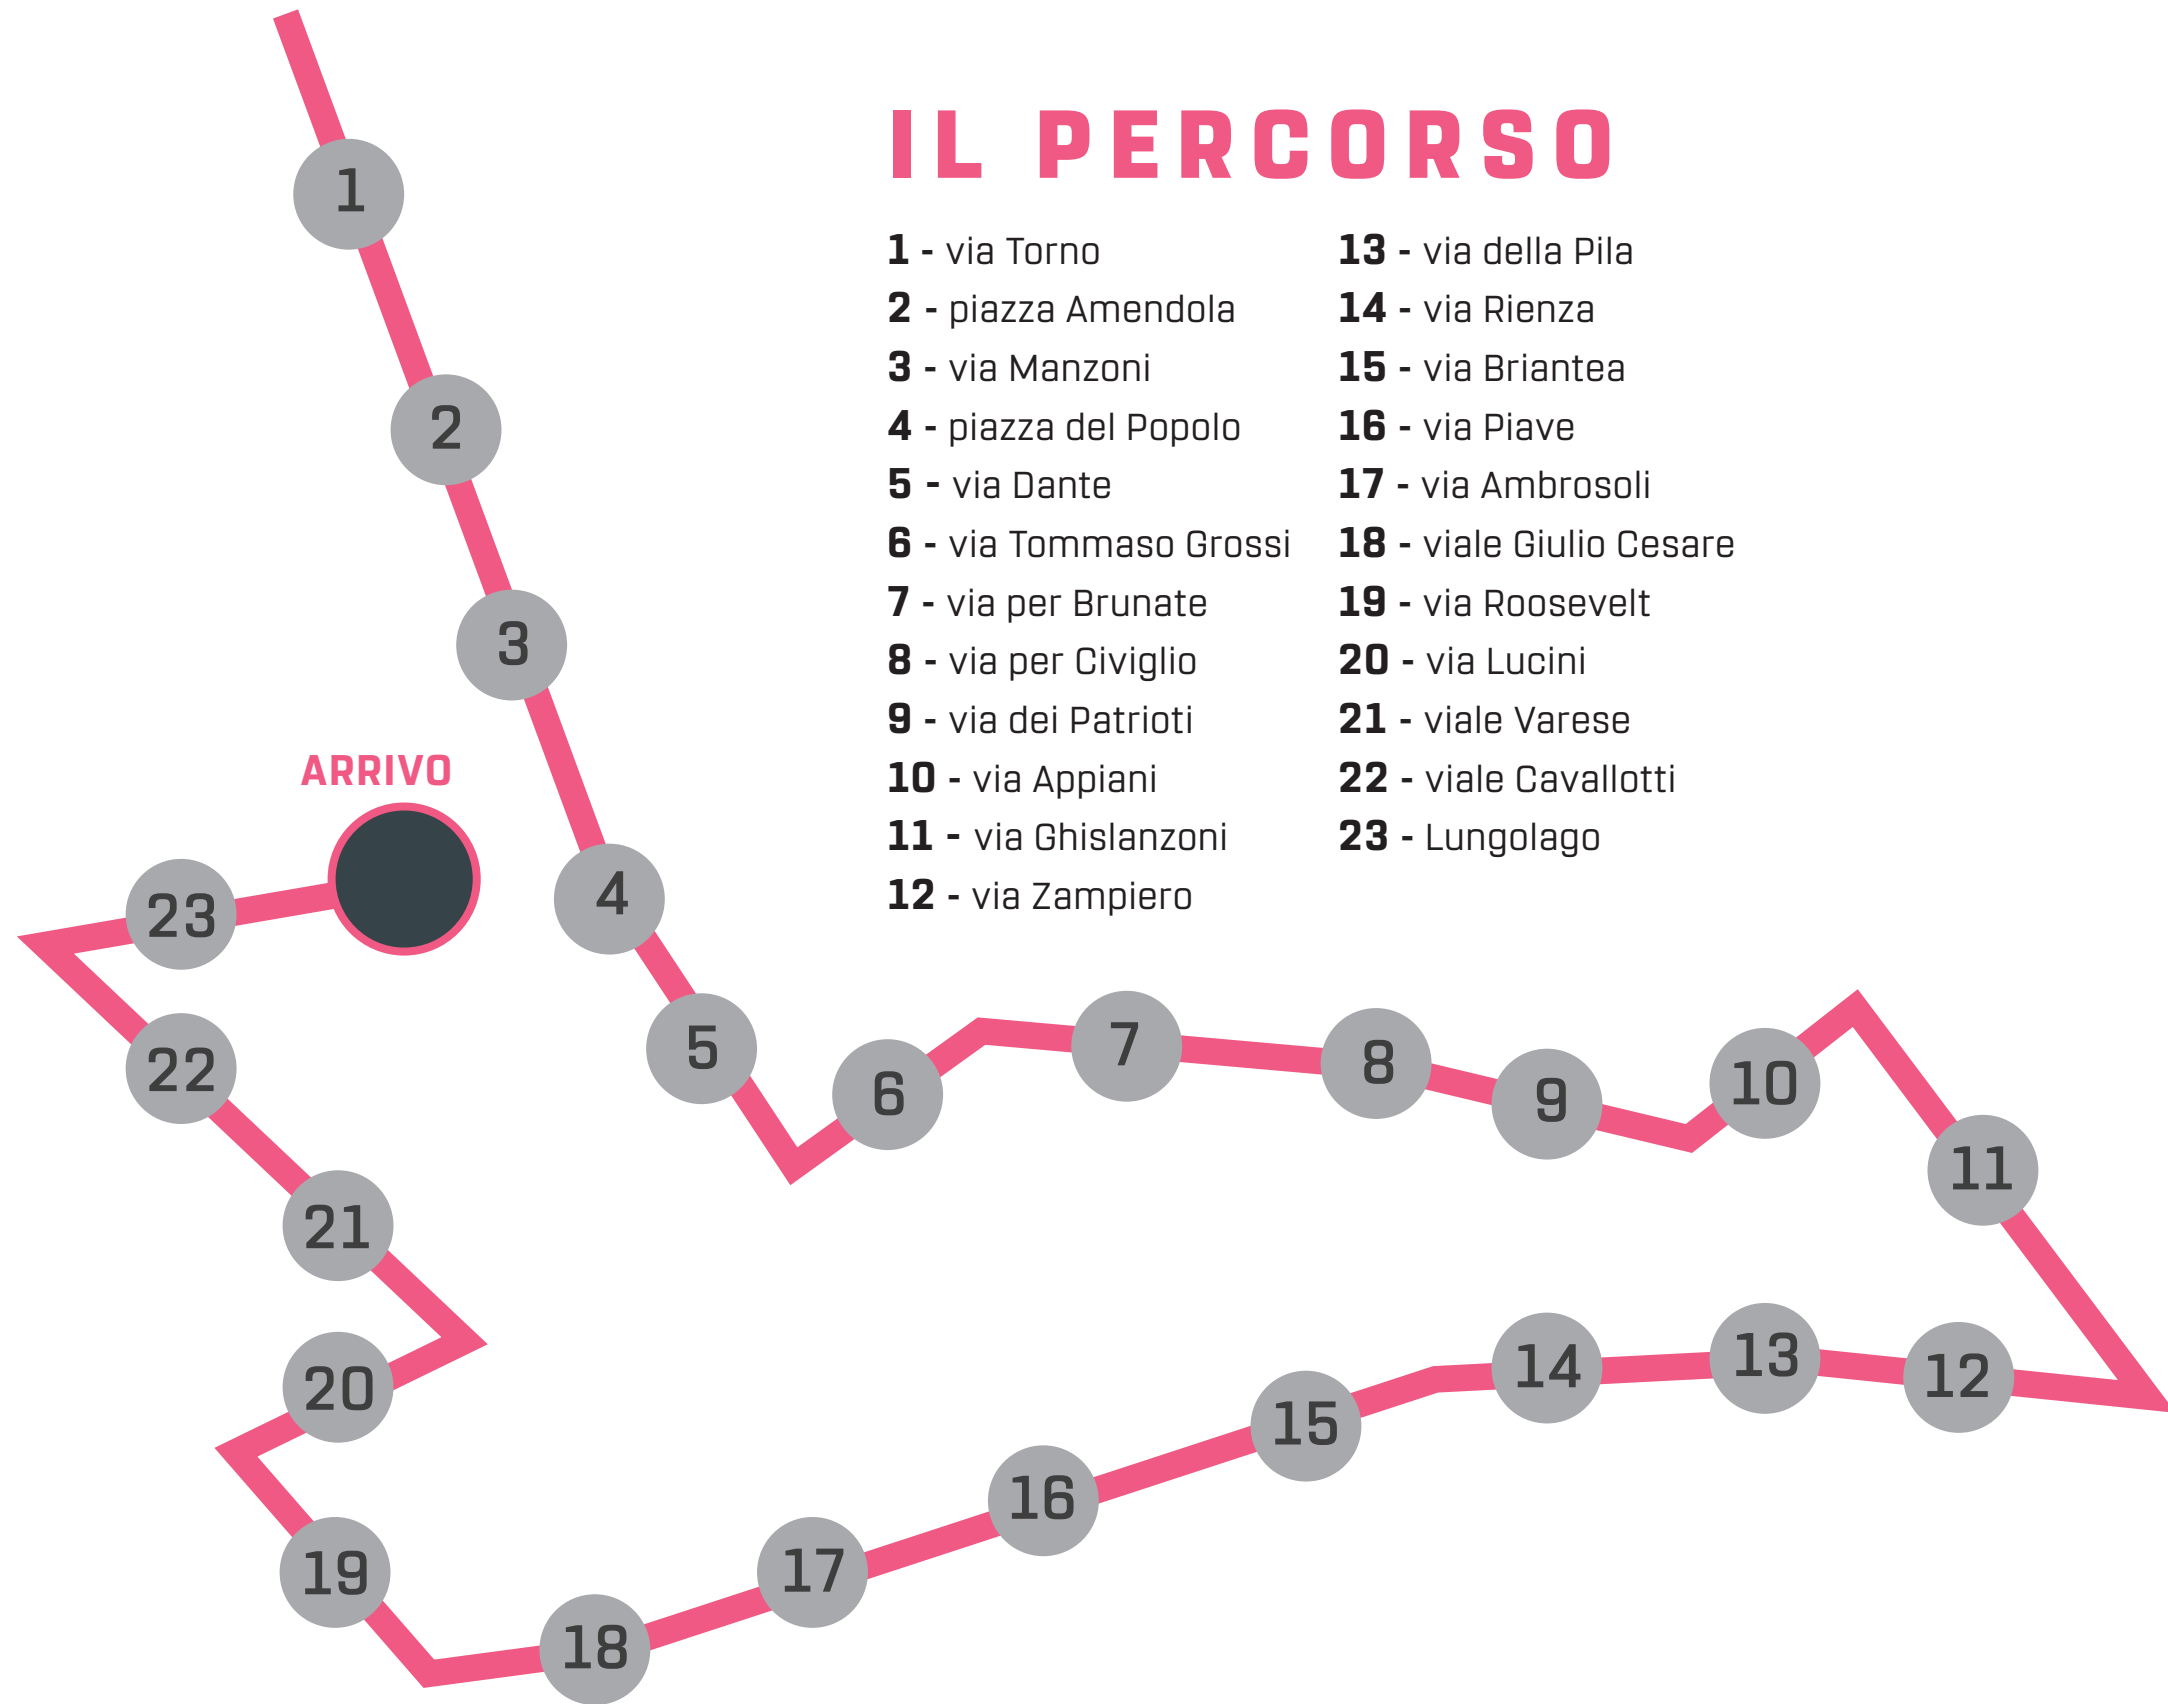 IL PERCORSO
1 - via Torno
2 - piazza Amendola
3 - via Manzoni
4 - piazza del Popolo
5 - via Dante
6 - via Tommaso Grossi
7 - via per Brunate
8 - via per Civiglio
9 - via dei Patrioti
10 - via Appiani
11 - via Ghislanzoni
12 - via Zampiero
13 - via della Pila
14 - via Rienza
15 - via Briantea
16 - via Piave
17 - via Ambrosoli
18 - viale Giulio Cesare
19 - via Roosevelt
20 - via Lucini
21 - viale Varese
22 - viale Cavallotti
23 - Lungolago
1
2
3
4
5
6
7
8
9
10
11
12
13
14
15
16
17
18
19
20
21
22
23
ARRIVO